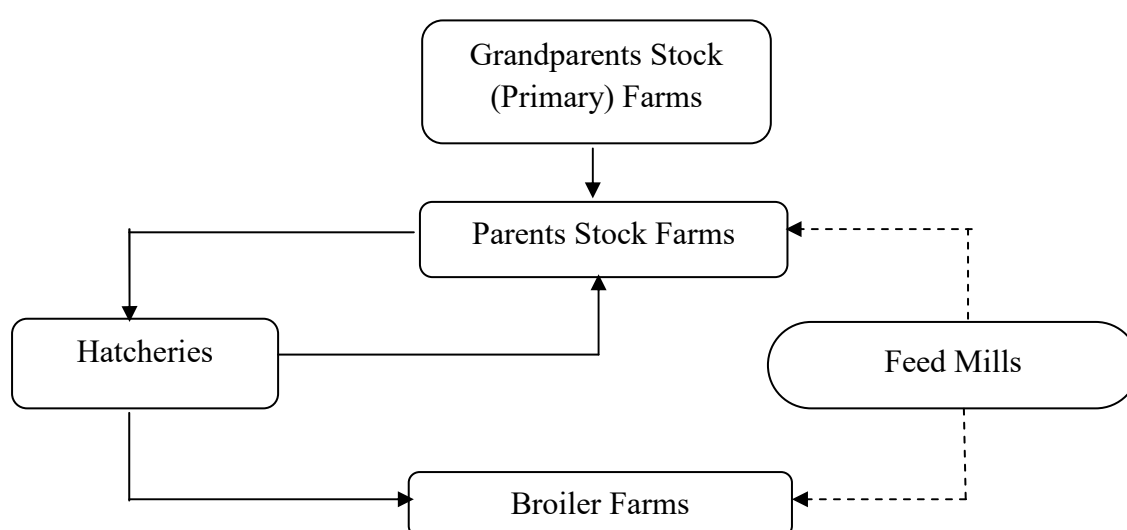 Grandparents Stock
(Primary) Farms
Parents Stock Farms
Hatcheries
Feed Mills
Broiler Farms